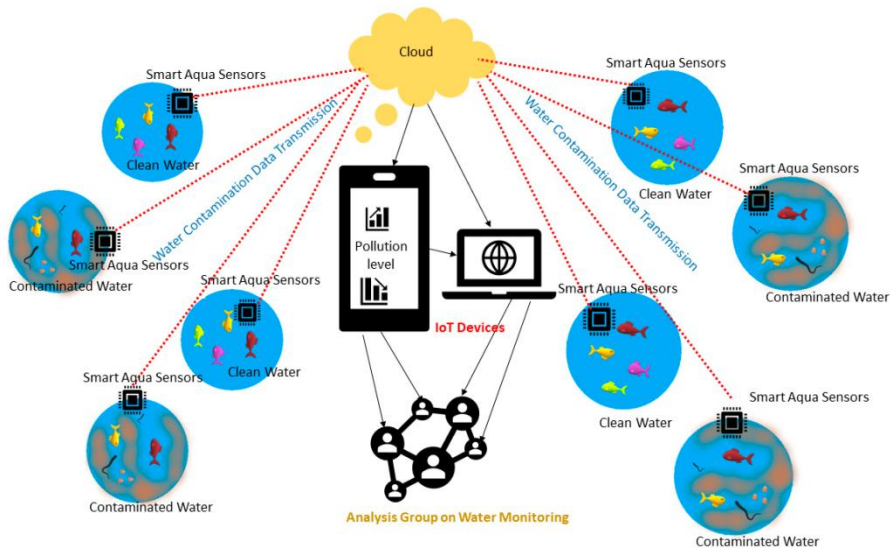 Cloud
Smart Aqua Sensors
Clean Water
Water Contamination Data Transmission
Smart Aqua Sensors
Contaminated Water
Smart Aqua Sensors
Clean Water
Smart Aqua Sensors
Contaminated Water
Pollution
level
IoT Devices
Analysis Group on Water Monitoring
Smart Aqua Sensors
Clean Water
Water Contamination Data Transmission
Smart Aqua Sensors
Contaminated Water
Smart Aqua Sensors
Clean Water
Smart Aqua Sensors
Contaminated Water